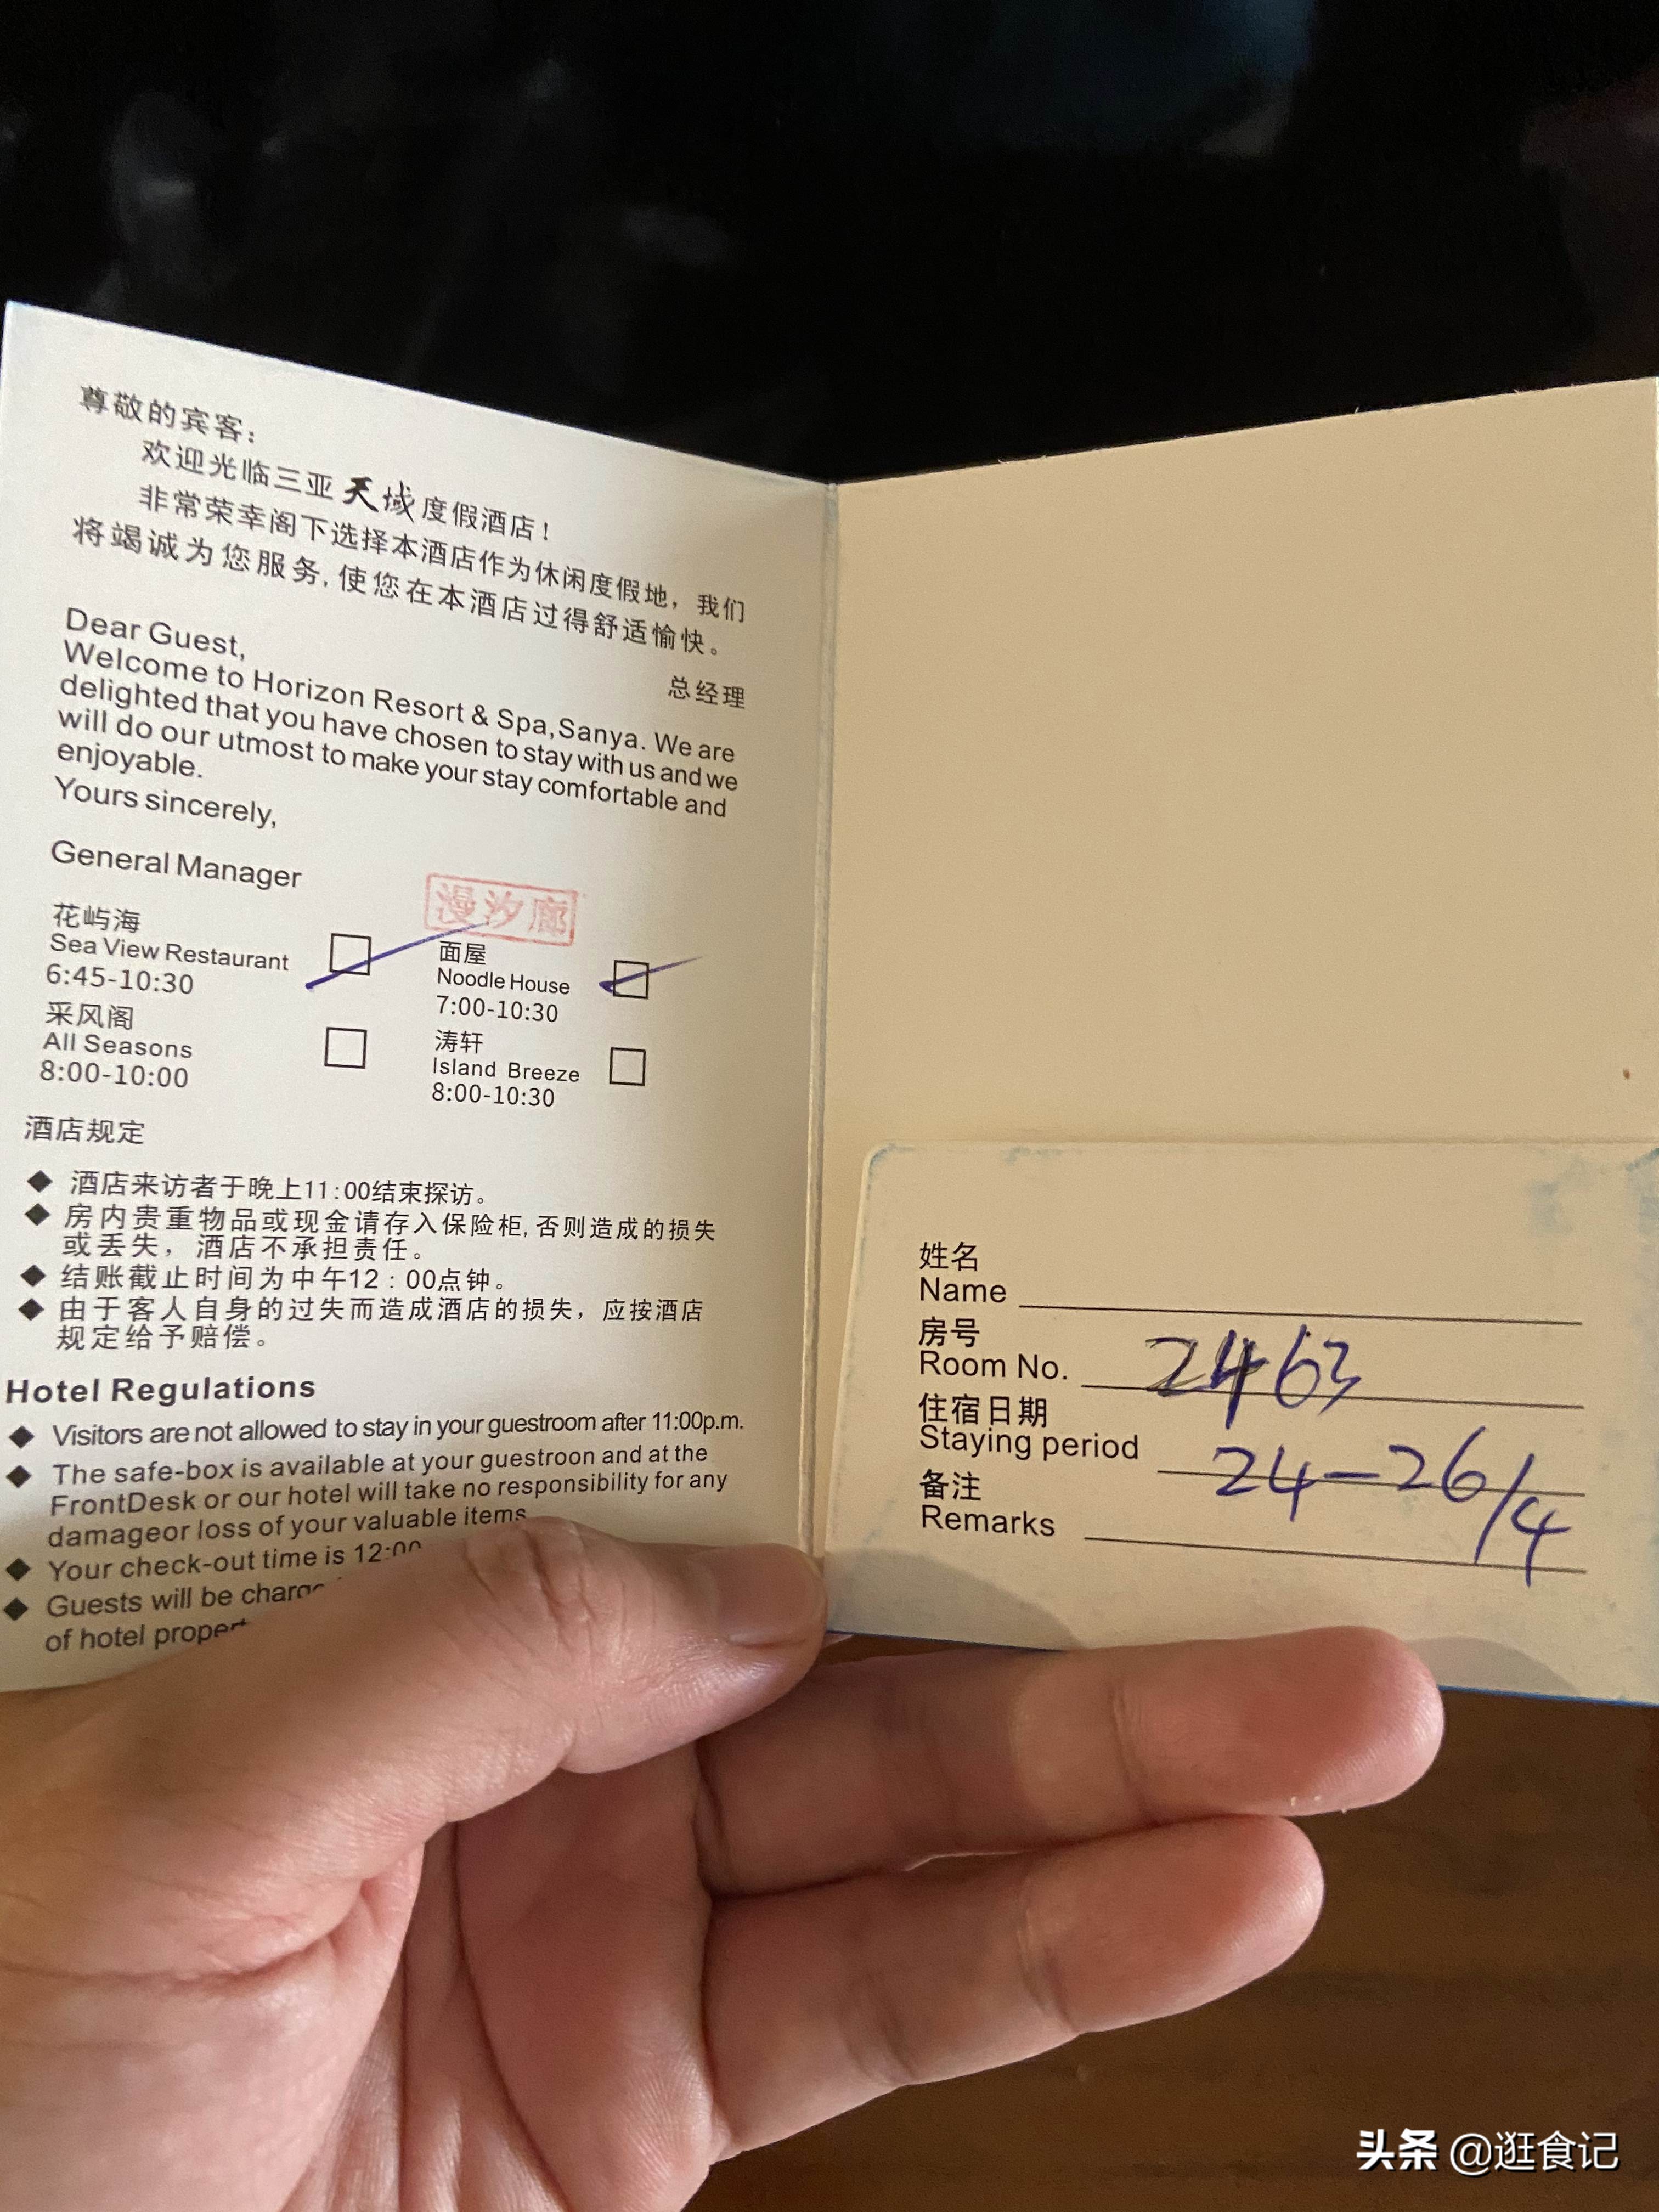 尊敬的宾客：
欢迎光临三亚天域度假酒店！
非常荣幸阁下选择本酒店作为休闲度假地，我们
将竭诚为您服务,使您在本酒店过得舒适愉快。
总经理
Dear Guest,
Welcome to Horizon Resort & Spa,Sanya. We are
delighted that you have chosen to stay with us and we
will do our utmost to make your stay comfortable and
enjoyable.
Yours sincerely,
General Manager
漫汐廊
花屿海
Sea View Restaurant
6:45-10:30
面屋
Noodle House
7:00-10:30
采风阁
All Seasons
8:00-10:00
涛轩
Island Breeze
8:00-10:30
酒店规定
◆ 酒店来访者于晚上11:00结束探访。
◆ 房内贵重物品或现金请存入保险柜,否则造成的损失
或丢失，酒店不承担责任。
◆ 结账截止时间为中午12：00点钟。
◆ 由于客人自身的过失而造成酒店的损失，应按酒店
规定给予赔偿。
Hotel Regulations
◆ Visitors are not allowed to stay in your guestroom after 11:00p.m.
◆ The safe-box is available at your guestroon and at the
FrontDesk or our hotel will take no responsibility for any
damageor loss of your valuable items
◆ Your check-out time is 12:00
◆ Guests will be
of hotel
姓名
Name
房号
Room No. 2463
住宿日期
Staying period 24-26/4
备注
Remarks
头条 @逛食记